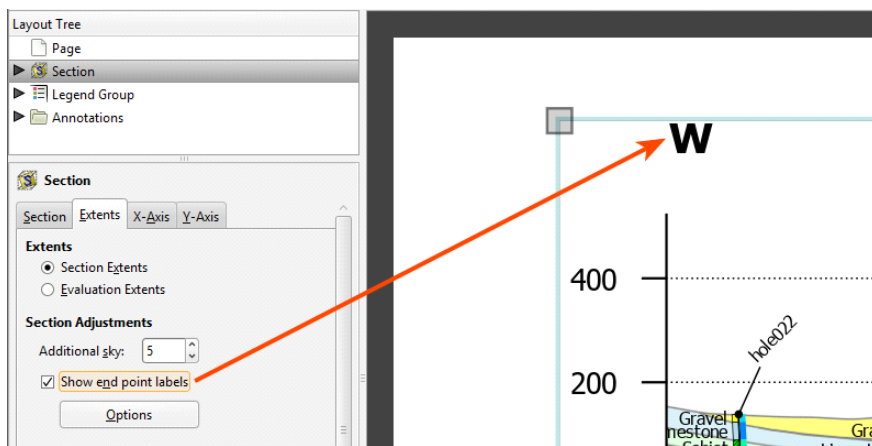 Layout Tree
Page
Section
Legend Group
Annotations
Section
Section Extents X-Axis Y-Axis
Extents
Section Extents
Evaluation Extents
Section Adjustments
Additional sky: 5
Show end point labels
Options
W
400
hole022
200
Gravel
mestone
Gra